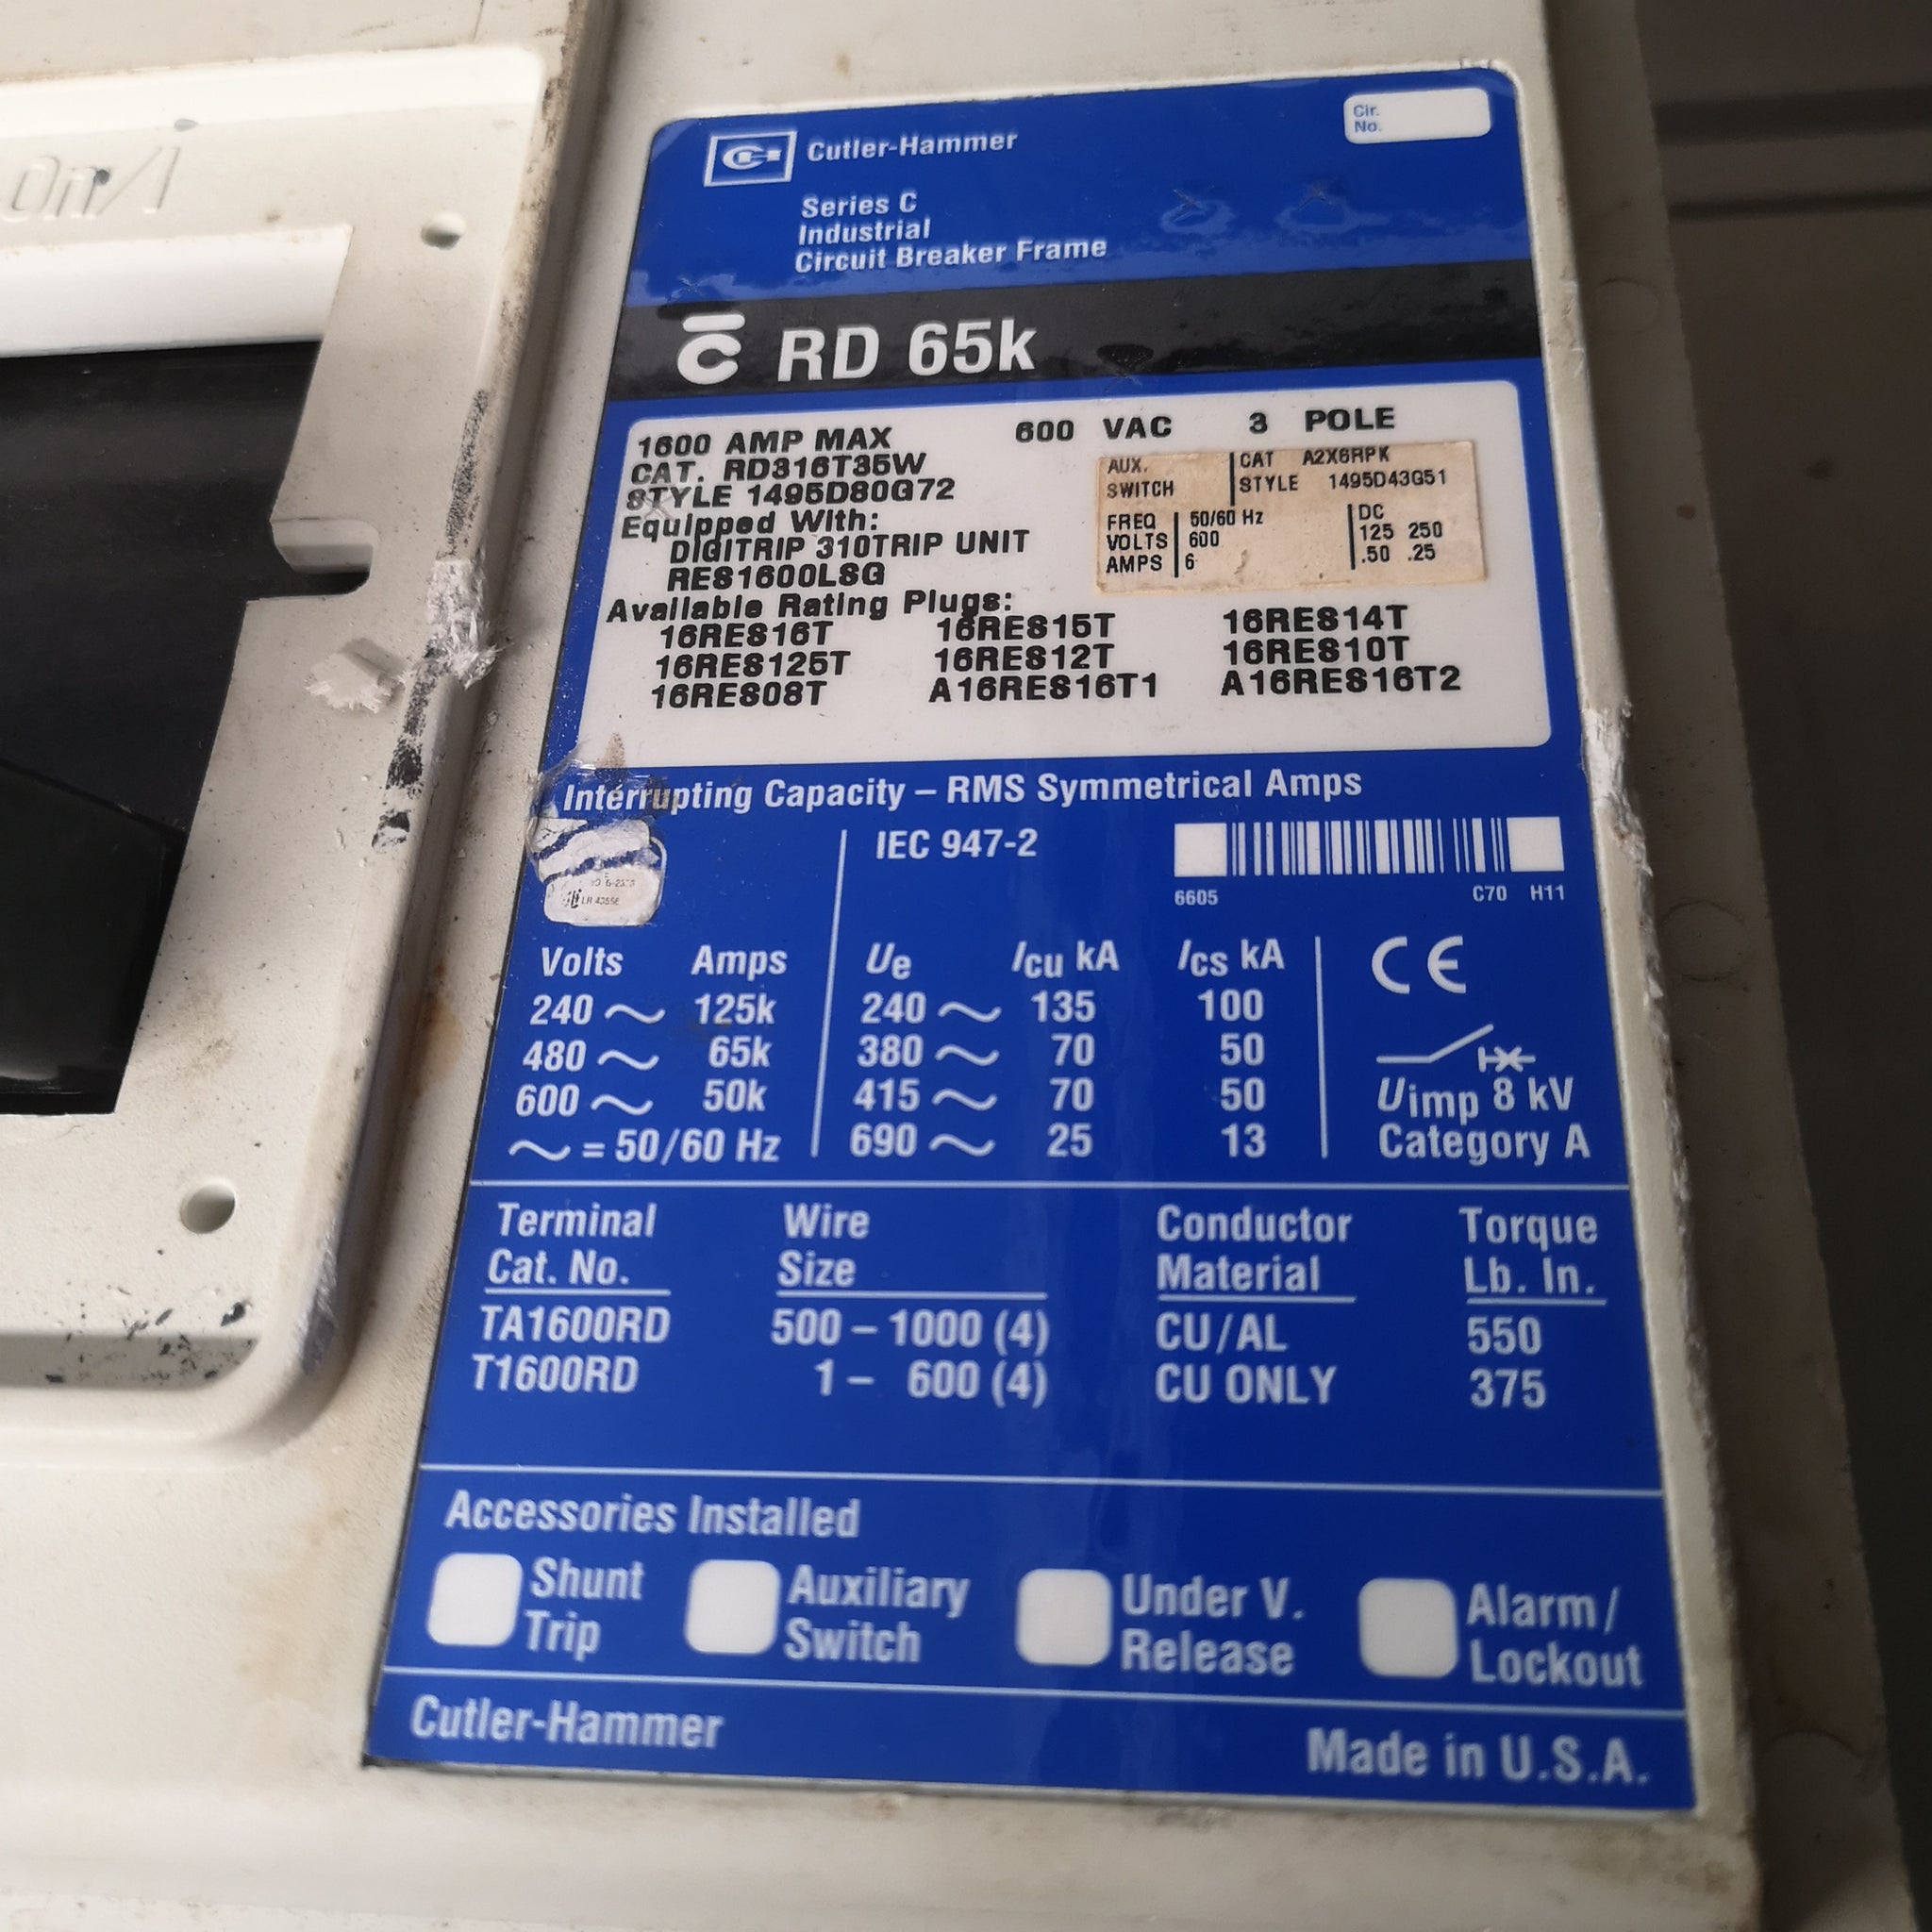 On/I
Cir.
No.
Cutler-Hammer
Series C
Industrial
Circuit Breaker Frame
C RD 65k
1600 AMP MAX 600 VAC 3 POLE
CAT. RD316T35W
STYLE 1495D80G72
Equipped With:
DIGITRIP 310TRIP UNIT
RES1600LSG
AUX. SWITCH CAT A2X6RPK
STYLE 1495D43G51
FREQ 50/60 Hz DC
VOLTS 600 125 250
AMPS 6 .50 .25
Available Rating Plugs:
16RES16T 16RES15T 16RES14T
16RES125T 16RES12T 16RES10T
16RES08T A16RES16T1 A16RES16T2
Interrupting Capacity – RMS Symmetrical Amps
IEC 947-2
6605 C70 H11
Volts Amps Ue Icu kA Ics kA CE
240 ~ 125k 240 ~ 135 100
480 ~ 65k 380 ~ 70 50
600 ~ 50k 415 ~ 70 50 Uimp 8 kV
~ = 50/60 Hz 690 ~ 25 13 Category A
Terminal Wire Conductor Torque
Cat. No. Size Material Lb. In.
TA1600RD 500 – 1000 (4) CU/AL 550
T1600RD 1 – 600 (4) CU ONLY 375
Accessories Installed
Shunt Trip
Auxiliary Switch
Under V. Release
Alarm/ Lockout
Cutler-Hammer Made in U.S.A.